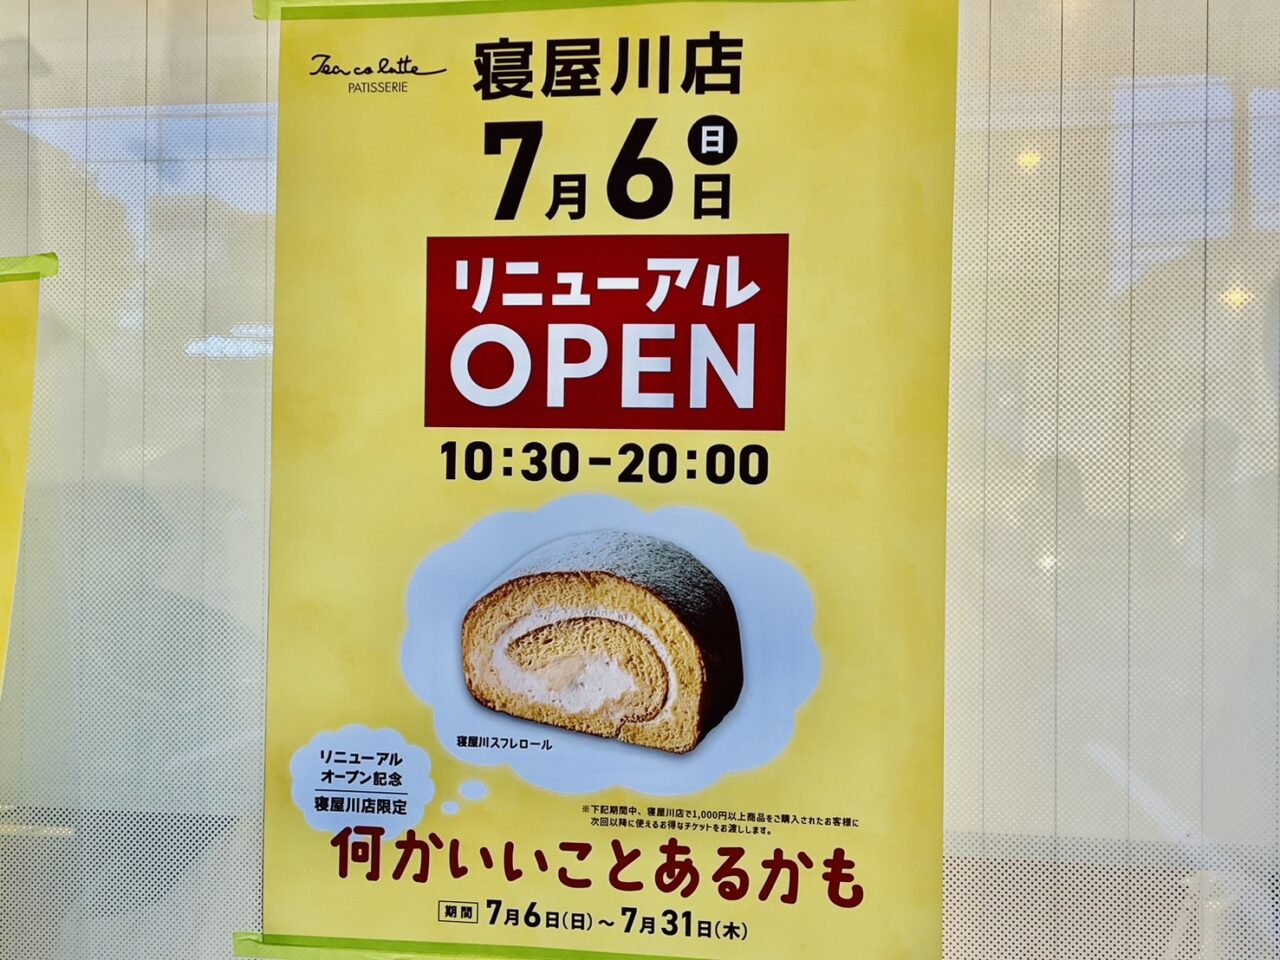 Tea co latte
PATISSERIE
寝屋川店
7月6日(日)
リニューアル
OPEN
10:30-20:00
寝屋川スフレロール
リニューアル
オープン記念
寝屋川店限定
※下記期間中、寝屋川店で1,000円以上商品をご購入されたお客様に
次回以降に使えるお得なチケットをお渡しします。
何かいいことあるかも
期間 7月6日(日)～7月31日(木)